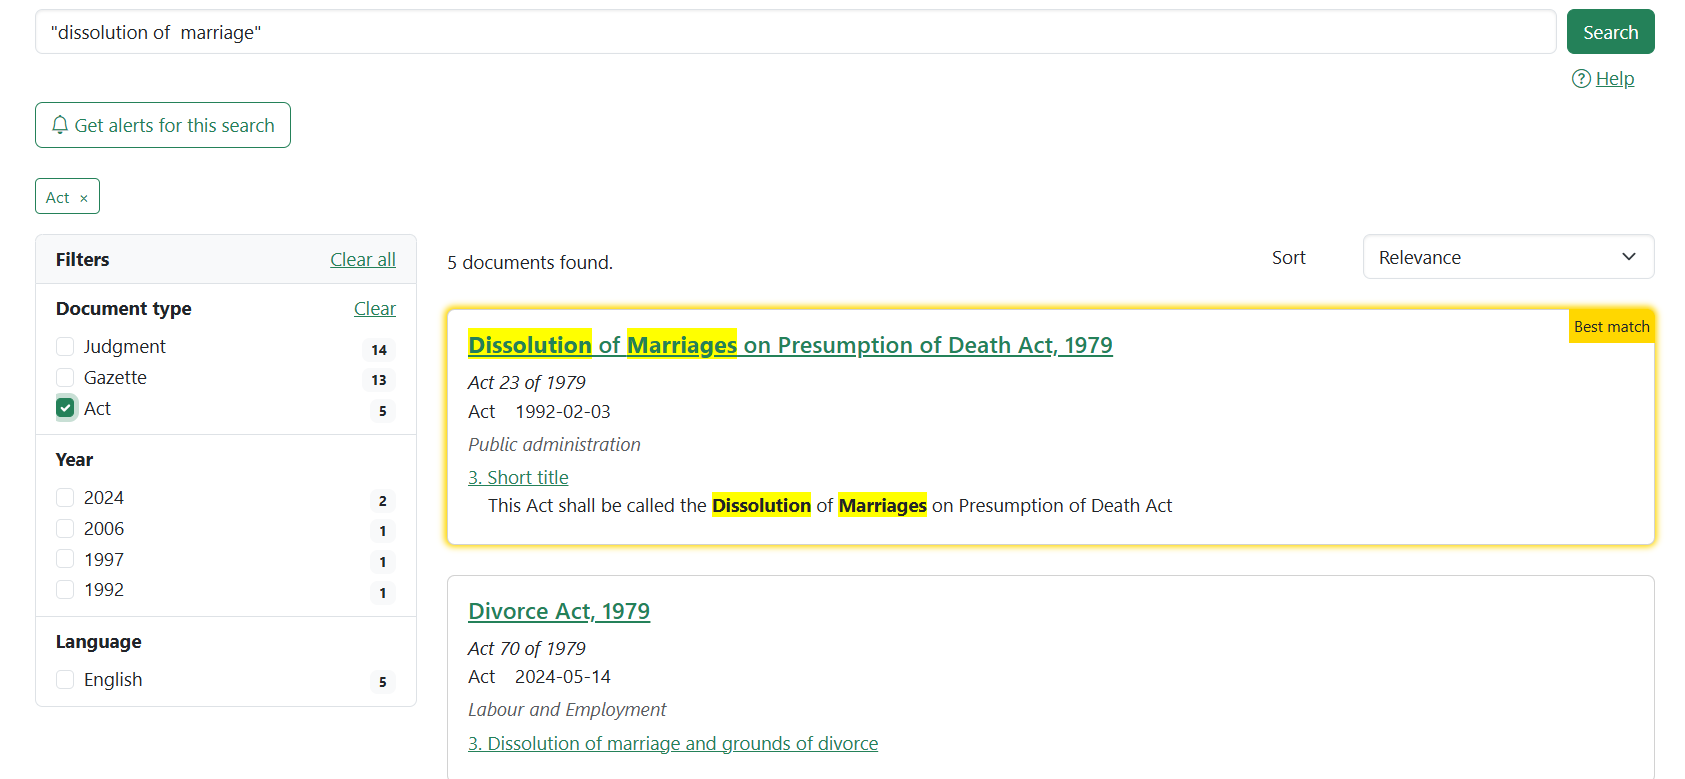 "dissolution of  marriage"
Search
Help
Get alerts for this search
Act ×
Filters
Clear all
Document type
Clear
Judgment 14
Gazette 13
Act 5
Year
2024 2
2006 1
1997 1
1992 1
Language
English 5
5 documents found.
Sort
Relevance
Best match
Dissolution of Marriages on Presumption of Death Act, 1979
Act 23 of 1979
Act 1992-02-03
Public administration
3. Short title
This Act shall be called the Dissolution of Marriages on Presumption of Death Act
Divorce Act, 1979
Act 70 of 1979
Act 2024-05-14
Labour and Employment
3. Dissolution of marriage and grounds of divorce